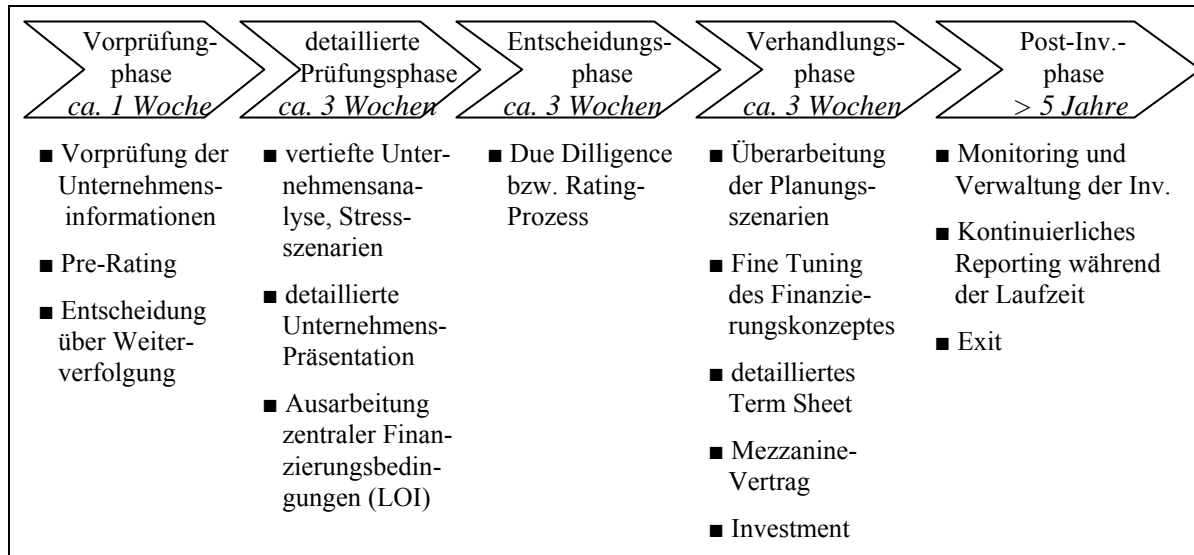 Vorprüfung-
phase
ca. 1 Woche
detaillierte
Prüfungsphase
ca. 3 Wochen
Entscheidungs-
phase
ca. 3 Wochen
Verhandlungs-
phase
ca. 3 Wochen
Post-Inv.-
phase
> 5 Jahre
■ Vorprüfung der
Unternehmens-
informationen
■ Pre-Rating
■ Entscheidung
über Weiter-
verfolgung
■ vertiefte Unter-
nehmensana-
lyse, Stress-
szenarien
■ detaillierte
Unternehmens-
Präsentation
■ Ausarbeitung
zentraler Finan-
zierungsbedin-
gungen (LOI)
■ Due Dilligence
bzw. Rating-
Prozess
■ Überarbeitung
der Planungs-
szenarien
■ Fine Tuning
des Finanzie-
rungskonzeptes
■ detailliertes
Term Sheet
■ Mezzanine-
Vertrag
■ Investment
■ Monitoring und
Verwaltung der Inv.
■ Kontinuierliches
Reporting während
der Laufzeit
■ Exit